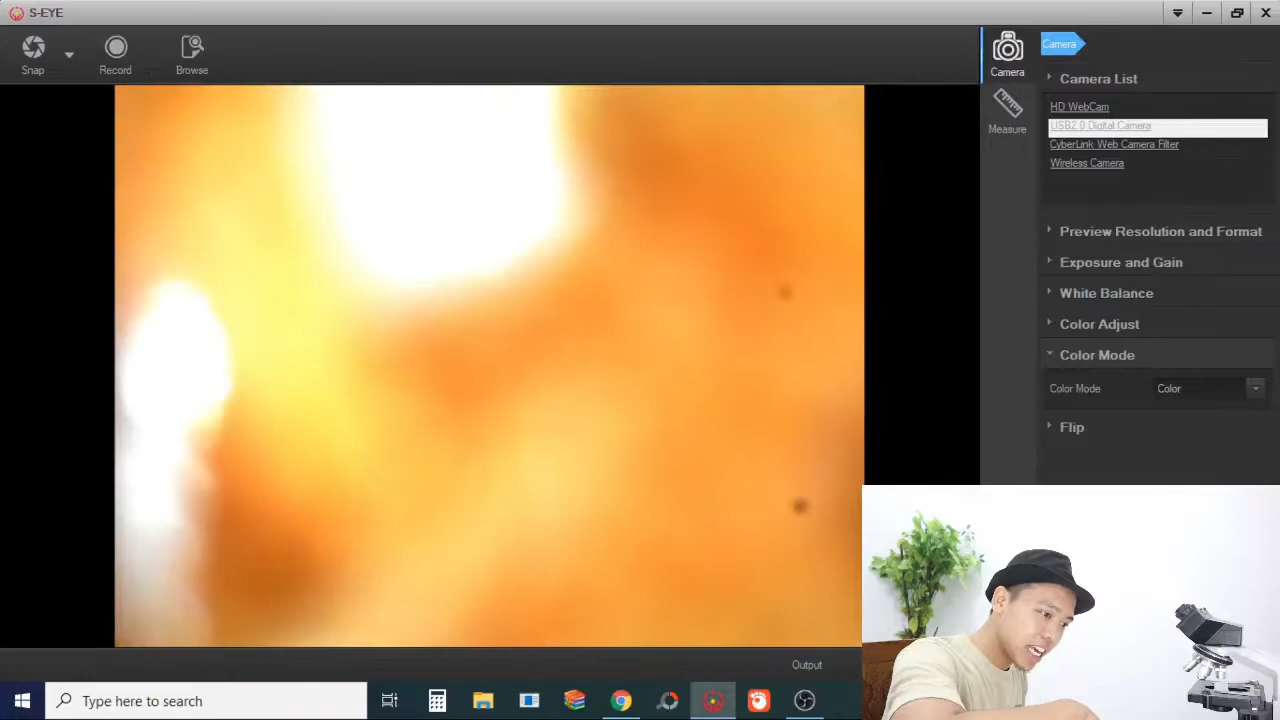 S-EYE
Snap
Record
Browse
Camera
Measure
Camera
Camera List
HD WebCam
USB2.0 Digital Camera
CyberLink Web Camera Filter
Wireless Camera
Preview Resolution and Format
Exposure and Gain
White Balance
Color Adjust
Color Mode
Color Mode Color
Flip
Output
Type here to search